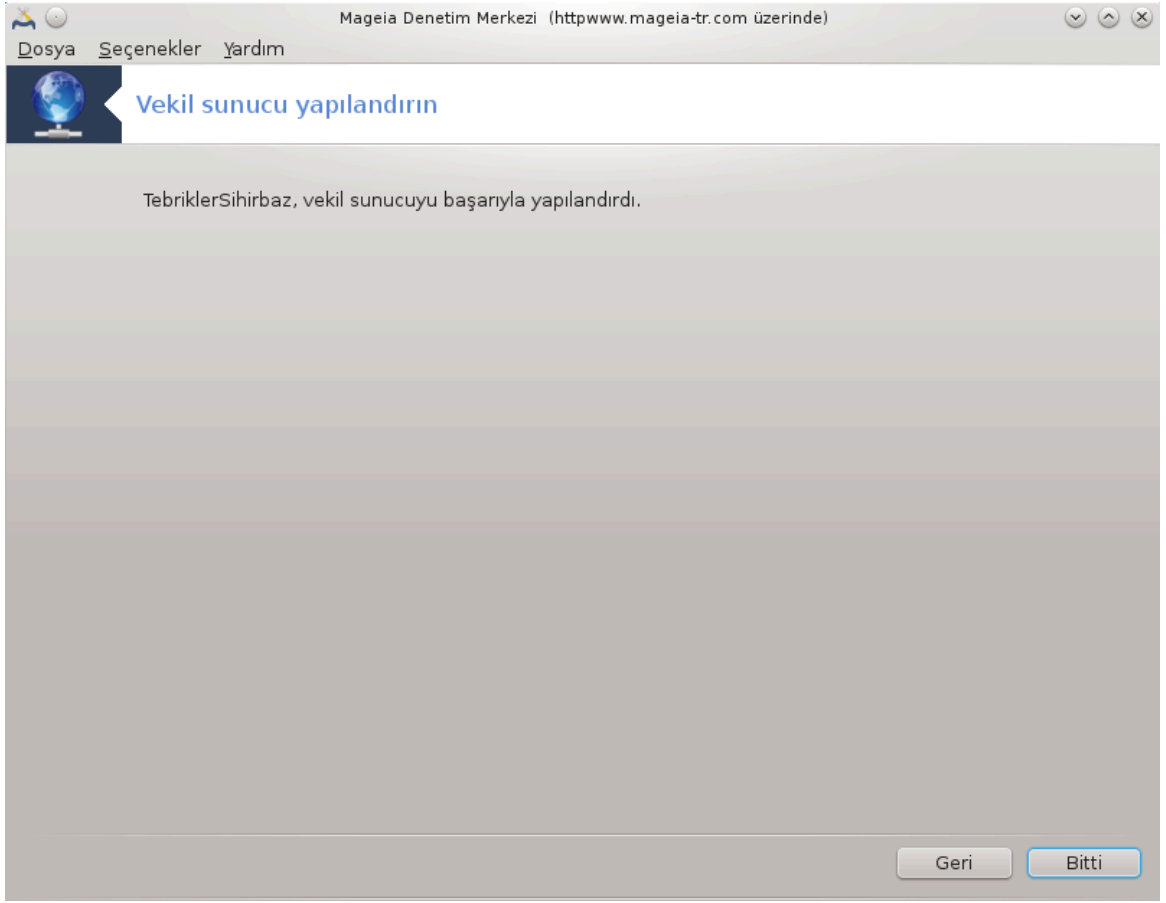 Mageia Denetim Merkezi (httpwww.mageia-tr.com üzerinde)
Dosya Seçenekler Yardım
Vekil sunucu yapılandırın
TebriklerSihirbaz, vekil sunucuyu başarıyla yapılandırdı.
Geri Bitti